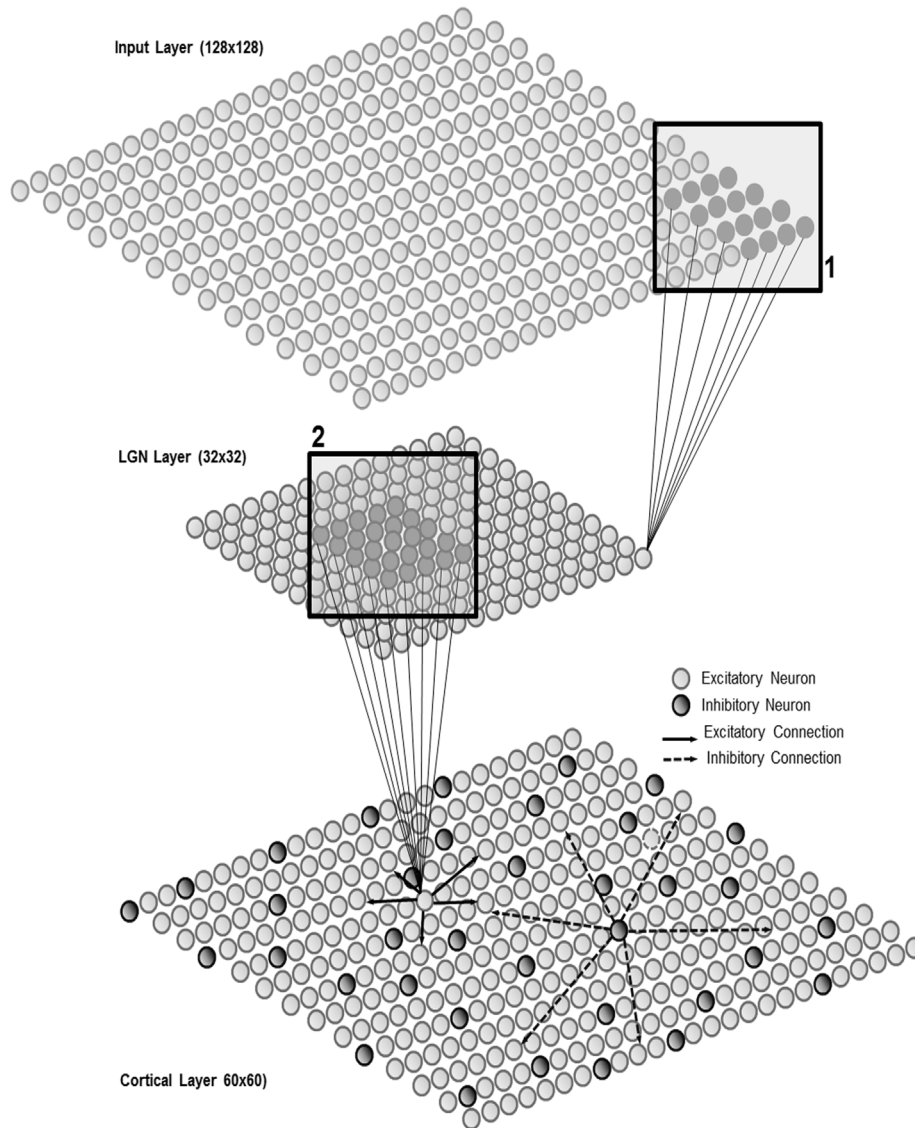 Input Layer (128x128)
1
2
LGN Layer (32x32)
Excitatory Neuron
Inhibitory Neuron
Excitatory Connection
Inhibitory Connection
Cortical Layer 60x60)